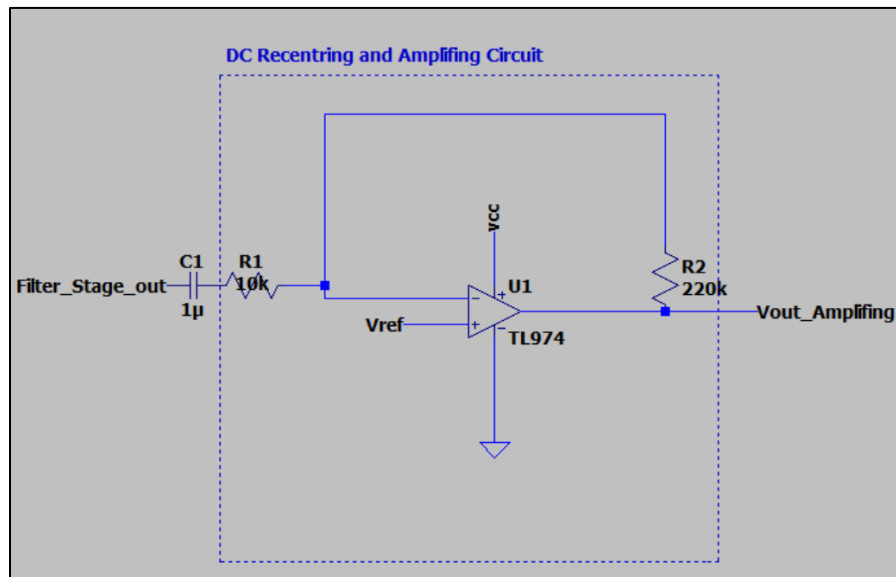 DC Recentring and Amplifing Circuit
vcc
C1
R1
U1
R2
Filter_Stage_out
10k
220k
1µ
Vref
TL974
Vout_Amplifing